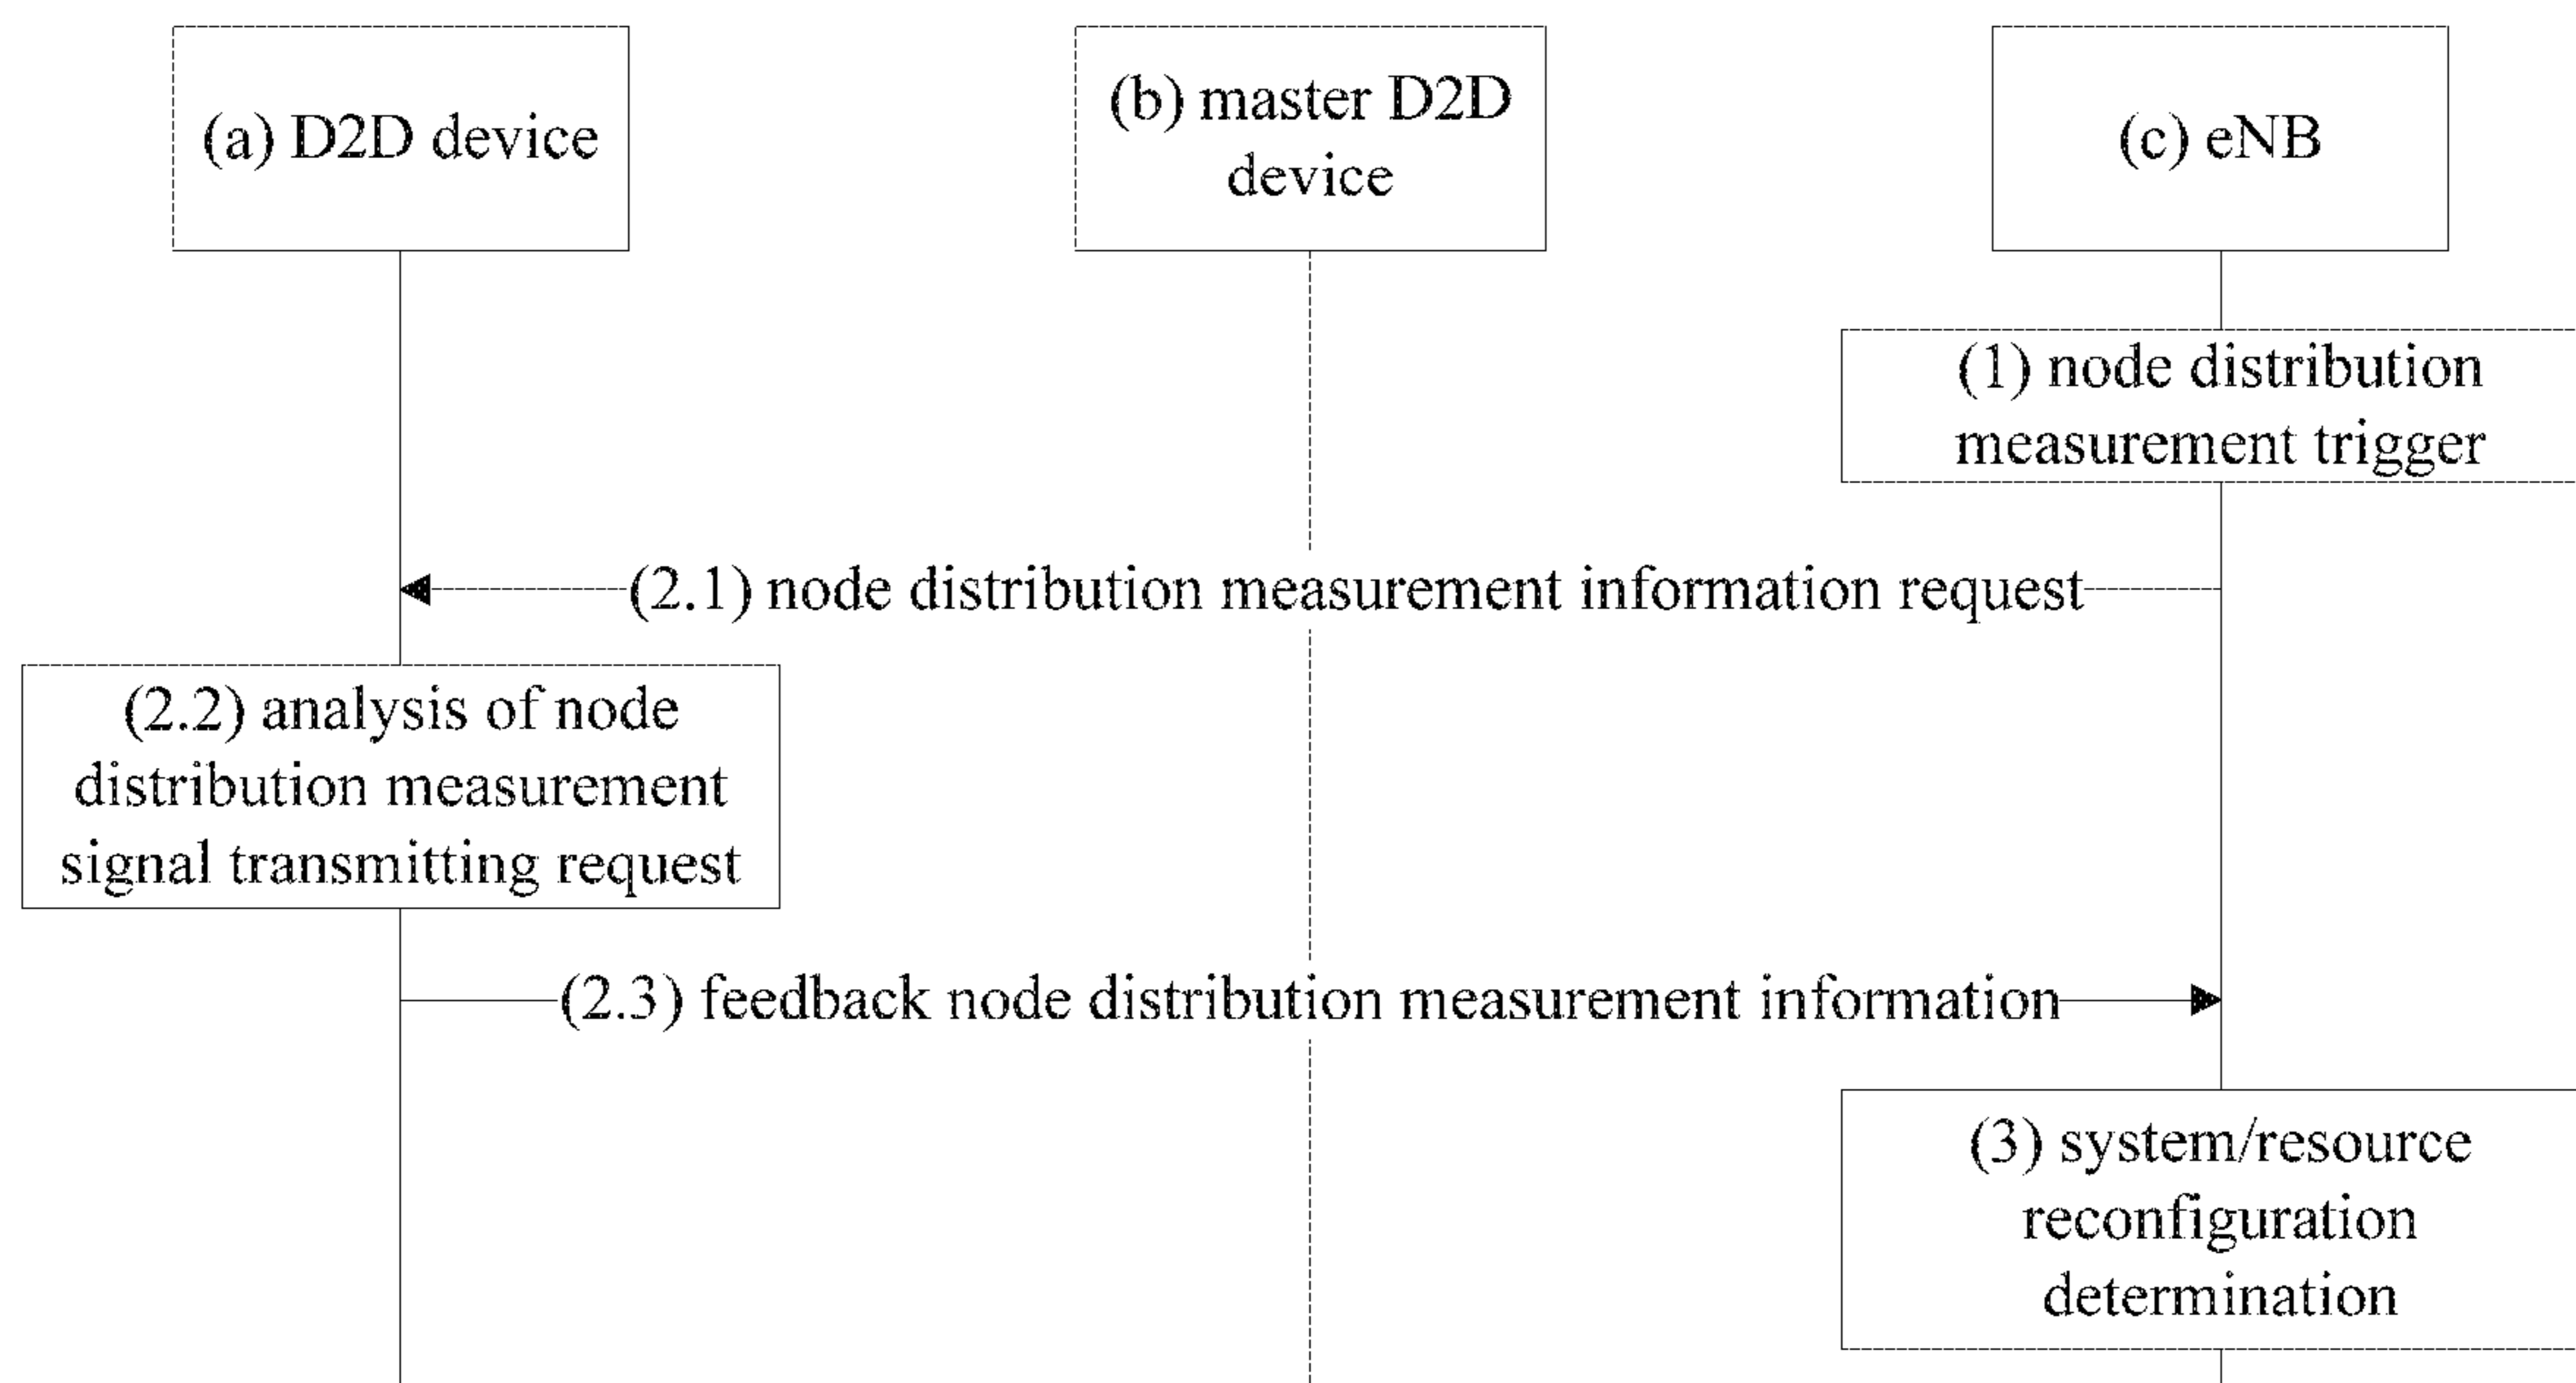 (a) D2D device
(b) master D2D
device
(c) eNB
(1) node distribution
measurement trigger
(2.1) node distribution measurement information request
(2.2) analysis of node
distribution measurement
signal transmitting request
(2.3) feedback node distribution measurement information
(3) system/resource
reconfiguration
determination